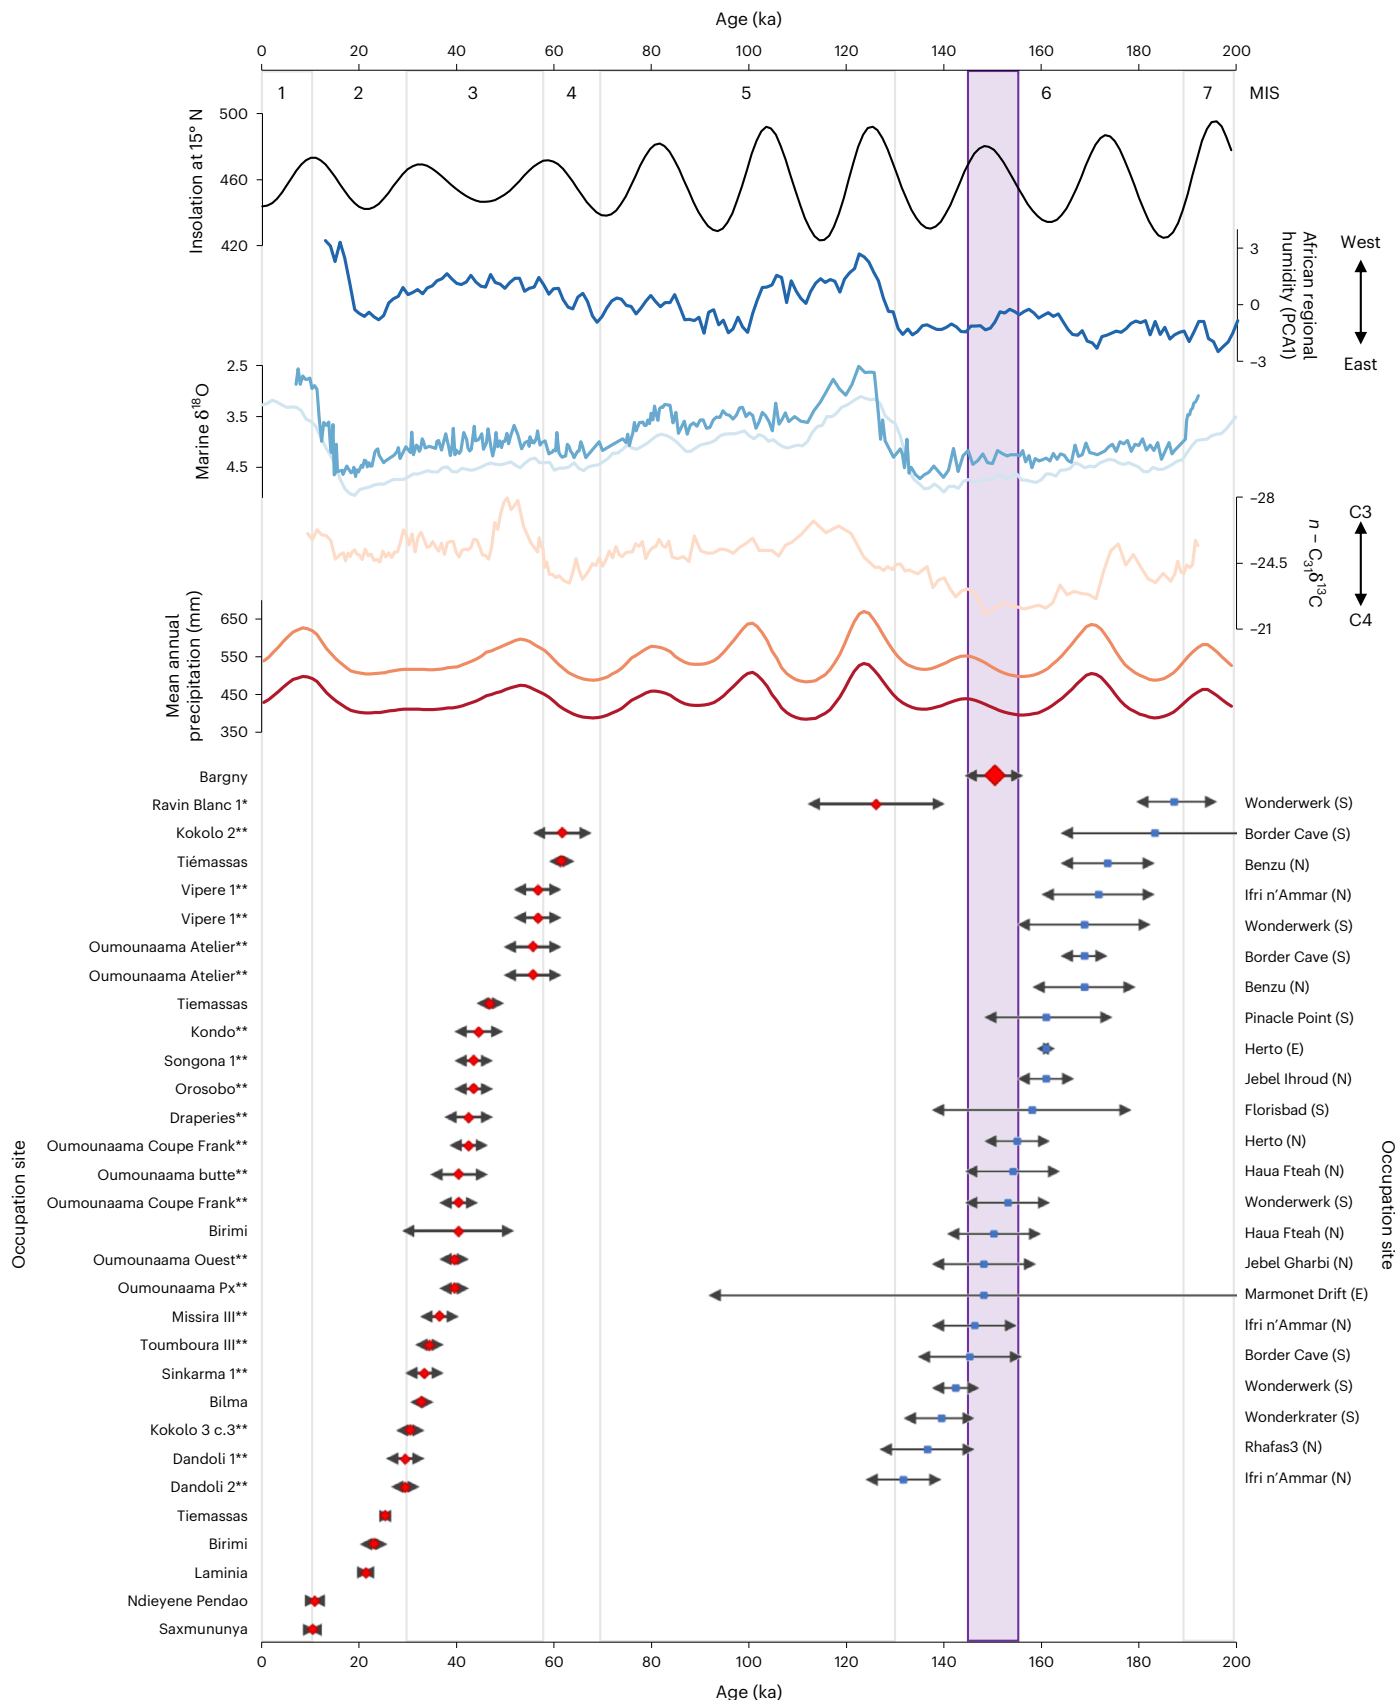 Age (ka)
0 20 40 60 80 100 120 140 160 180 200
1 2 3 4 5 6 7 MIS
Insolation at 15° N
500
460
420
African regional
humidity (PCA1)
3
0
−3
West
East
Marine δ18O
2.5
3.5
4.5
n − C31δ13C
−28
−24.5
−21
C3
C4
Mean annual
precipitation (mm)
650
550
450
350
Occupation site
Bargny
Ravin Blanc 1*
Kokolo 2**
Tiémassas
Vipere 1**
Vipere 1**
Oumounaama Atelier**
Oumounaama Atelier**
Tiemassas
Kondo**
Songona 1**
Orosobo**
Draperies**
Oumounaama Coupe Frank**
Oumounaama butte**
Oumounaama Coupe Frank**
Birimi
Oumounaama Ouest**
Oumounaama Px**
Missira III**
Toumboura III**
Sinkarma 1**
Bilma
Kokolo 3 c.3**
Dandoli 1**
Dandoli 2**
Tiemassas
Birimi
Laminia
Ndieyene Pendao
Saxmununya
Wonderwerk (S)
Border Cave (S)
Benzu (N)
Ifri n’Ammar (N)
Wonderwerk (S)
Border Cave (S)
Benzu (N)
Pinacle Point (S)
Herto (E)
Jebel Ihroud (N)
Florisbad (S)
Herto (N)
Haua Fteah (N)
Wonderwerk (S)
Haua Fteah (N)
Jebel Gharbi (N)
Marmonet Drift (E)
Ifri n’Ammar (N)
Border Cave (S)
Wonderwerk (S)
Wonderkrater (S)
Rhafas3 (N)
Ifri n’Ammar (N)
Occupation site
0 20 40 60 80 100 120 140 160 180 200
Age (ka)